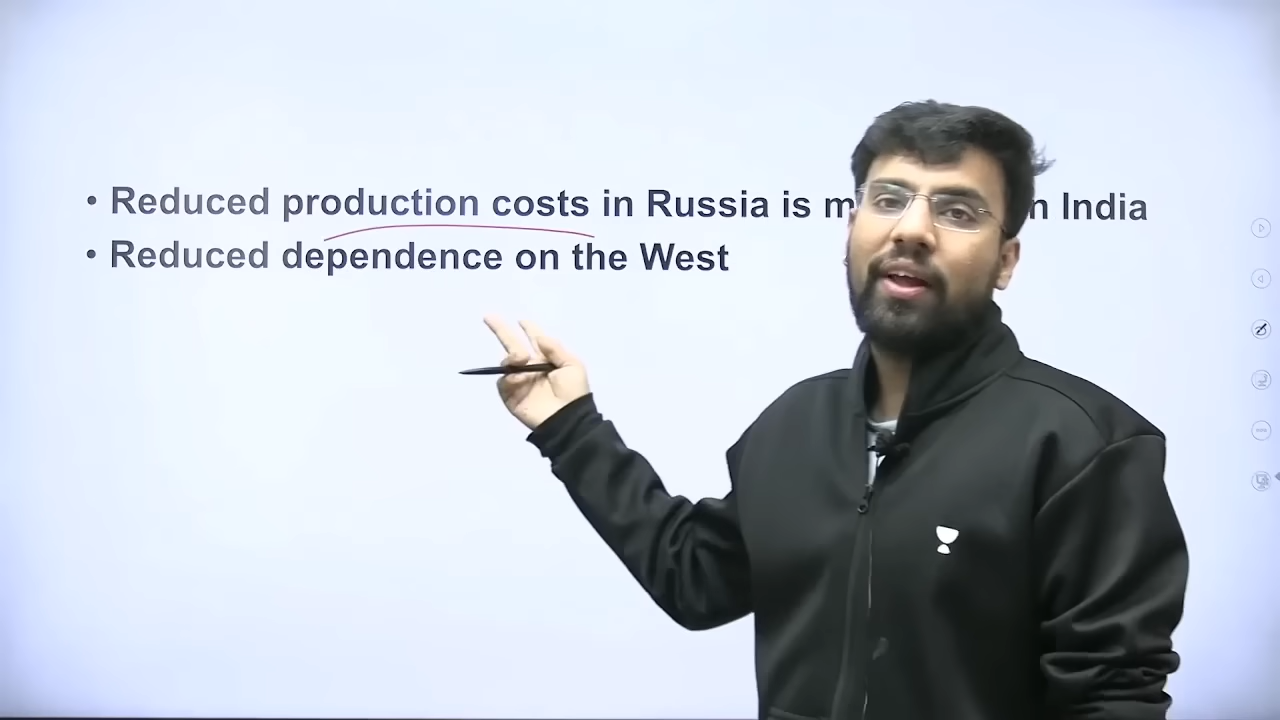 • Reduced production costs in Russia is India
• Reduced dependence on the West